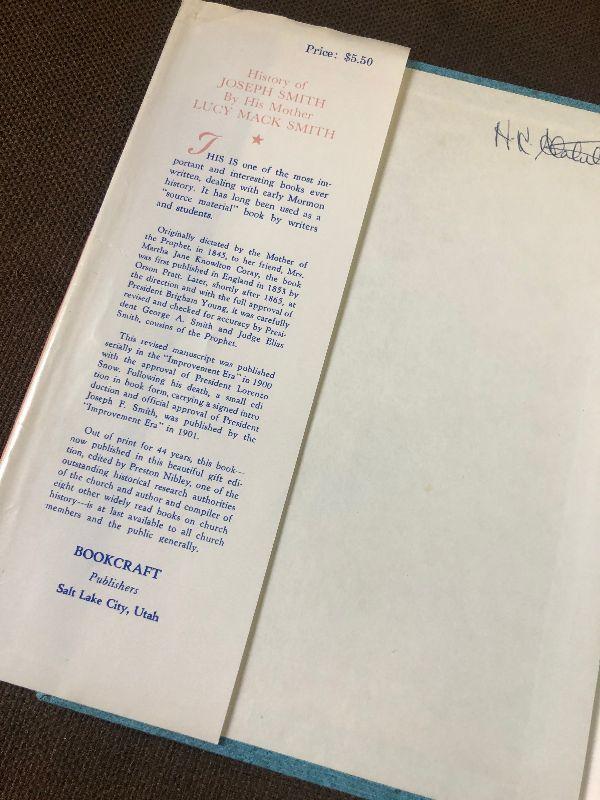 Price: $5.50
History of
JOSEPH SMITH
By His Mother
LUCY MACK SMITH
THIS IS one of the most im-
portant and interesting books ever
written, dealing with early Mormon
history. It has long been used as a
"source material" book by writers
and students.
Originally dictated by the Mother of
the Prophet, in 1845, to her friend, Mrs.
Martha Jane Knowlton Coray, the book
was first published in England in 1853 by
Orson Pratt. Later, shortly after 1865, at
the direction and with the full approval of
President Brigham Young, it was carefully
revised and checked for accuracy by Presi-
dent George A. Smith and Judge Elias
Smith, cousins of the Prophet.
This revised manuscript was published
serially in the "Improvement Era" in 1900
with the approval of President Lorenzo
Snow. Following his death, a small edi
tion in book form, carrying a signed intro
duction and official approval of President
Joseph F. Smith, was published by the
"Improvement Era" in 1901.
Out of print for 44 years, this book—
now published in this beautiful gift edi-
tion, edited by Preston Nibley, one of the
outstanding historical research authorities
of the church and author and compiler of
eight other widely read books on church
history—is at last available to all church
members and the public generally.
BOOKCRAFT
Publishers
Salt Lake City, Utah